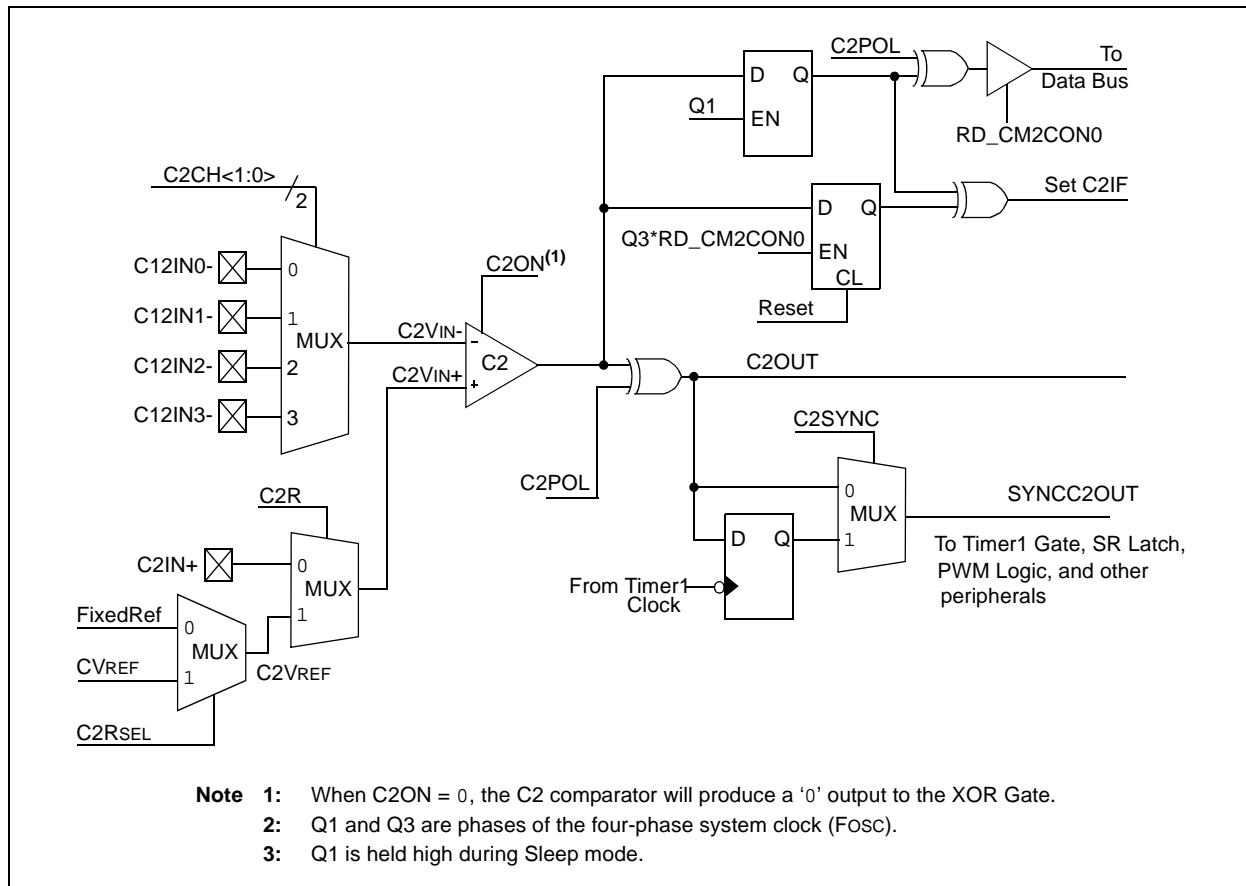 C2POL
D Q
To
Data Bus
Q1
EN
RD_CM2CON0
C2CH<1:0>
2
D Q
Set C2IF
Q3*RD_CM2CON0
EN
CL
Reset
C12IN0-
0
C12IN1-
1
MUX
C12IN2-
2
C12IN3-
3
C2ON(1)
C2VIN-
-
C2
C2VIN+
+
C2OUT
C2POL
C2SYNC
0
MUX
1
SYNCC2OUT
D Q
From Timer1
Clock
To Timer1 Gate, SR Latch,
PWM Logic, and other
peripherals
C2R
C2IN+
0
MUX
1
FixedRef
0
MUX
CVREF
1
C2VREF
C2RSEL
Note 1: When C2ON = 0, the C2 comparator will produce a ‘0’ output to the XOR Gate.
2: Q1 and Q3 are phases of the four-phase system clock (FOSC).
3: Q1 is held high during Sleep mode.